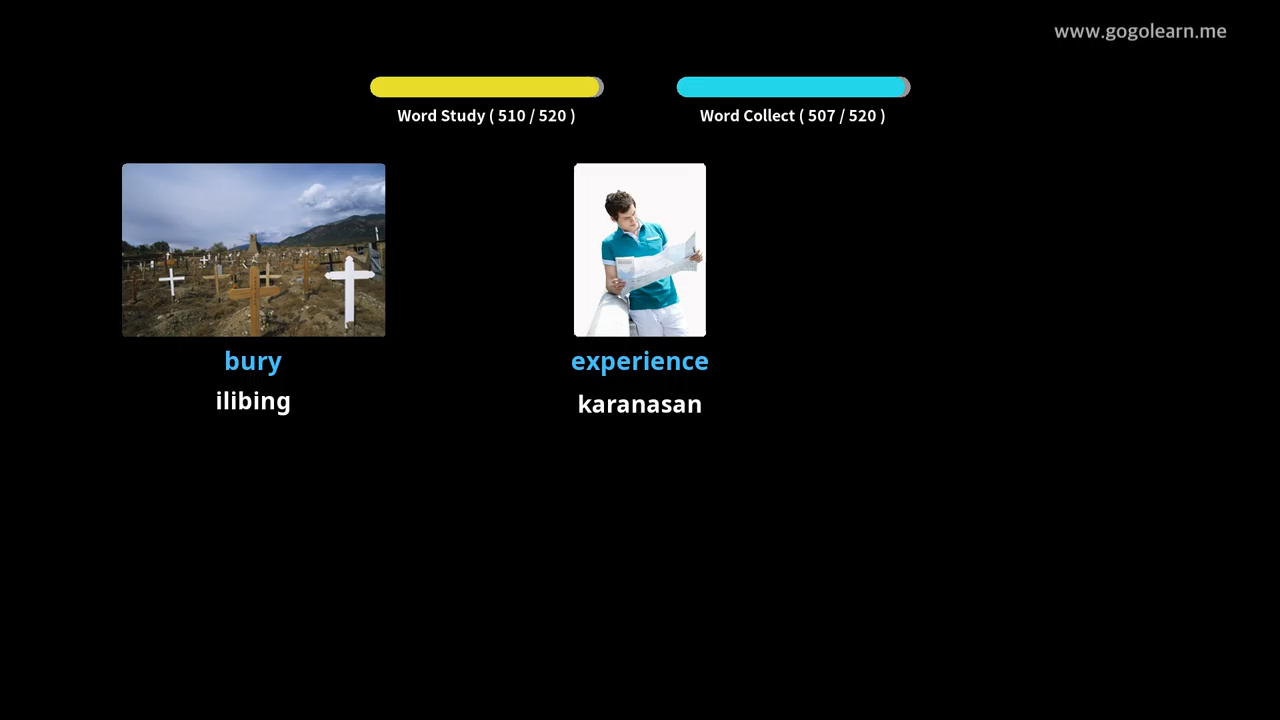 www.gogolearn.me
Word Study ( 510 / 520 )
Word Collect ( 507 / 520 )
bury
ilibing
experience
karanasan